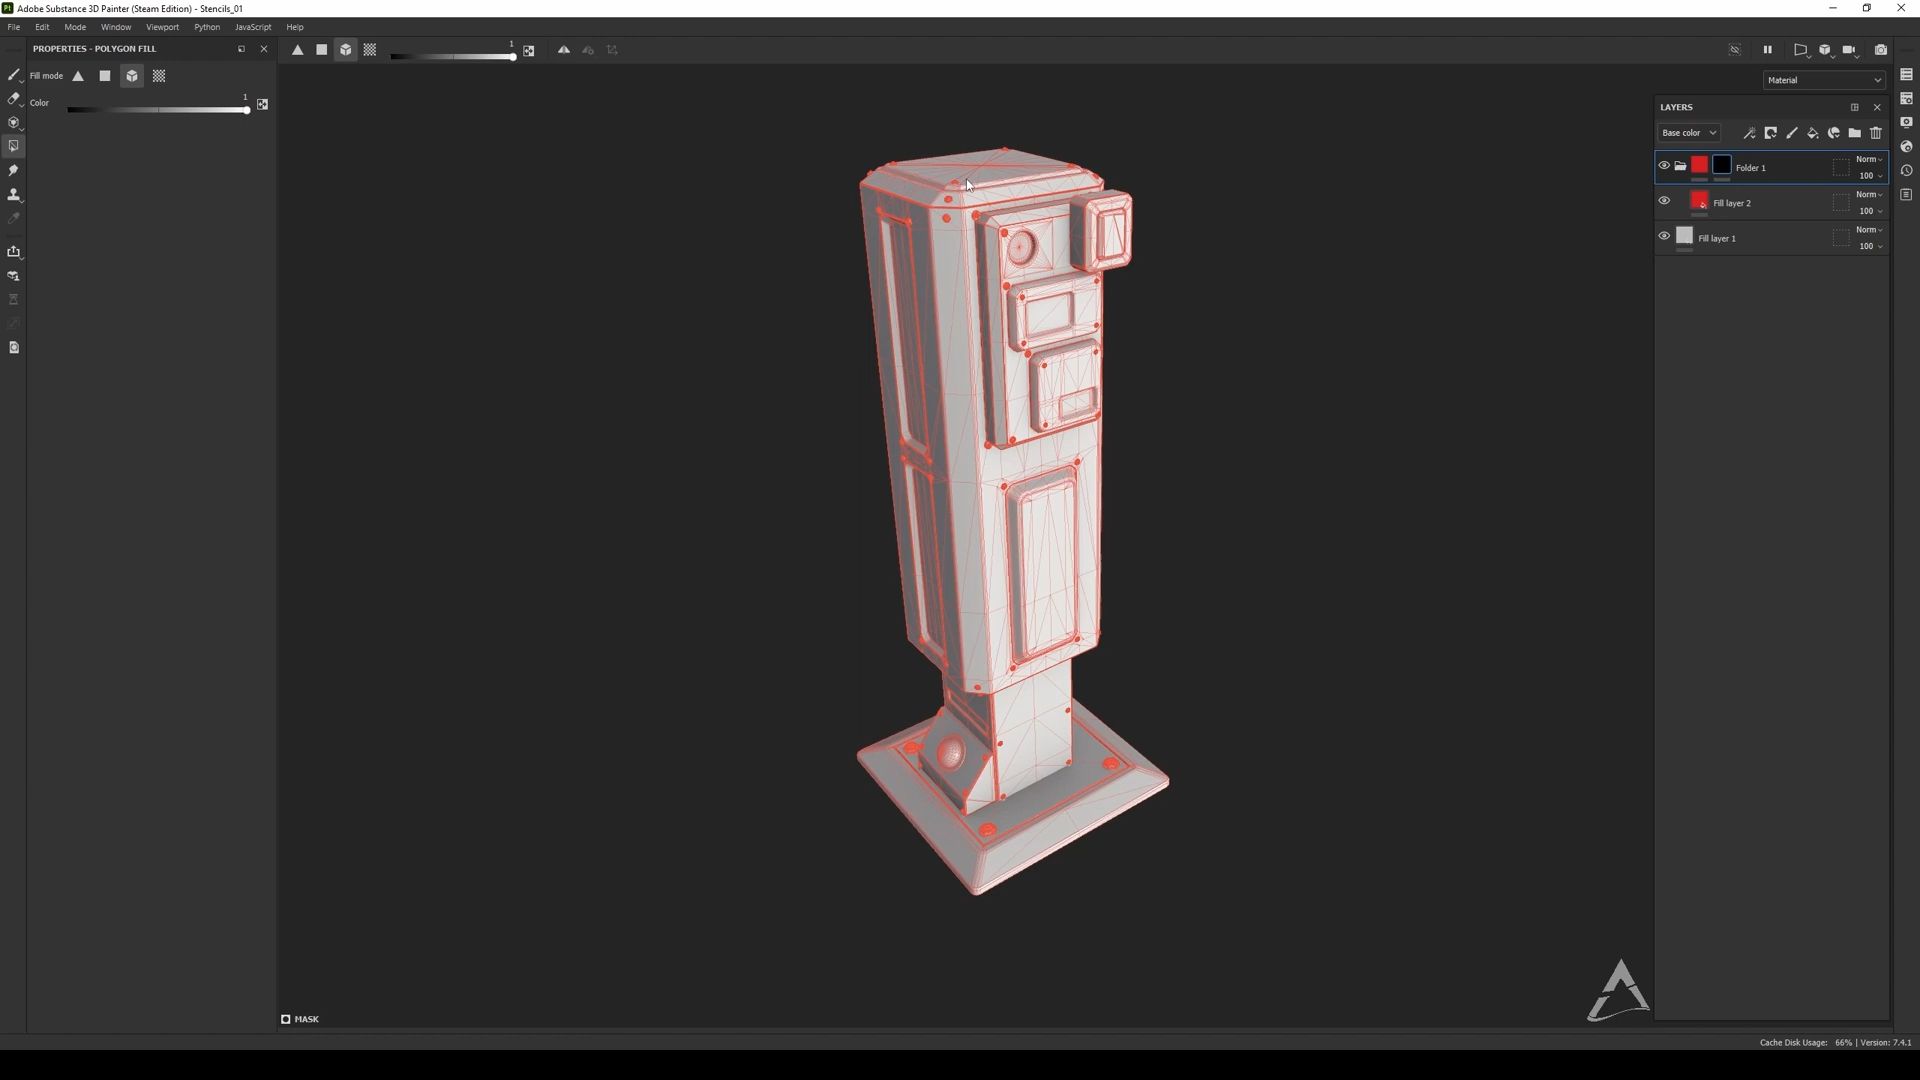 Adobe Substance 3D Painter (Steam Edition) - Stencils_01
File Edit Mode Window Viewport Python JavaScript Help
PROPERTIES - POLYGON FILL
1
Fill mode
Color
1
Material
LAYERS
Base color
Folder 1
Norm
100
Fill layer 2
Norm
100
Fill layer 1
Norm
100
MASK
Cache Disk Usage: 66% | Version: 7.4.1